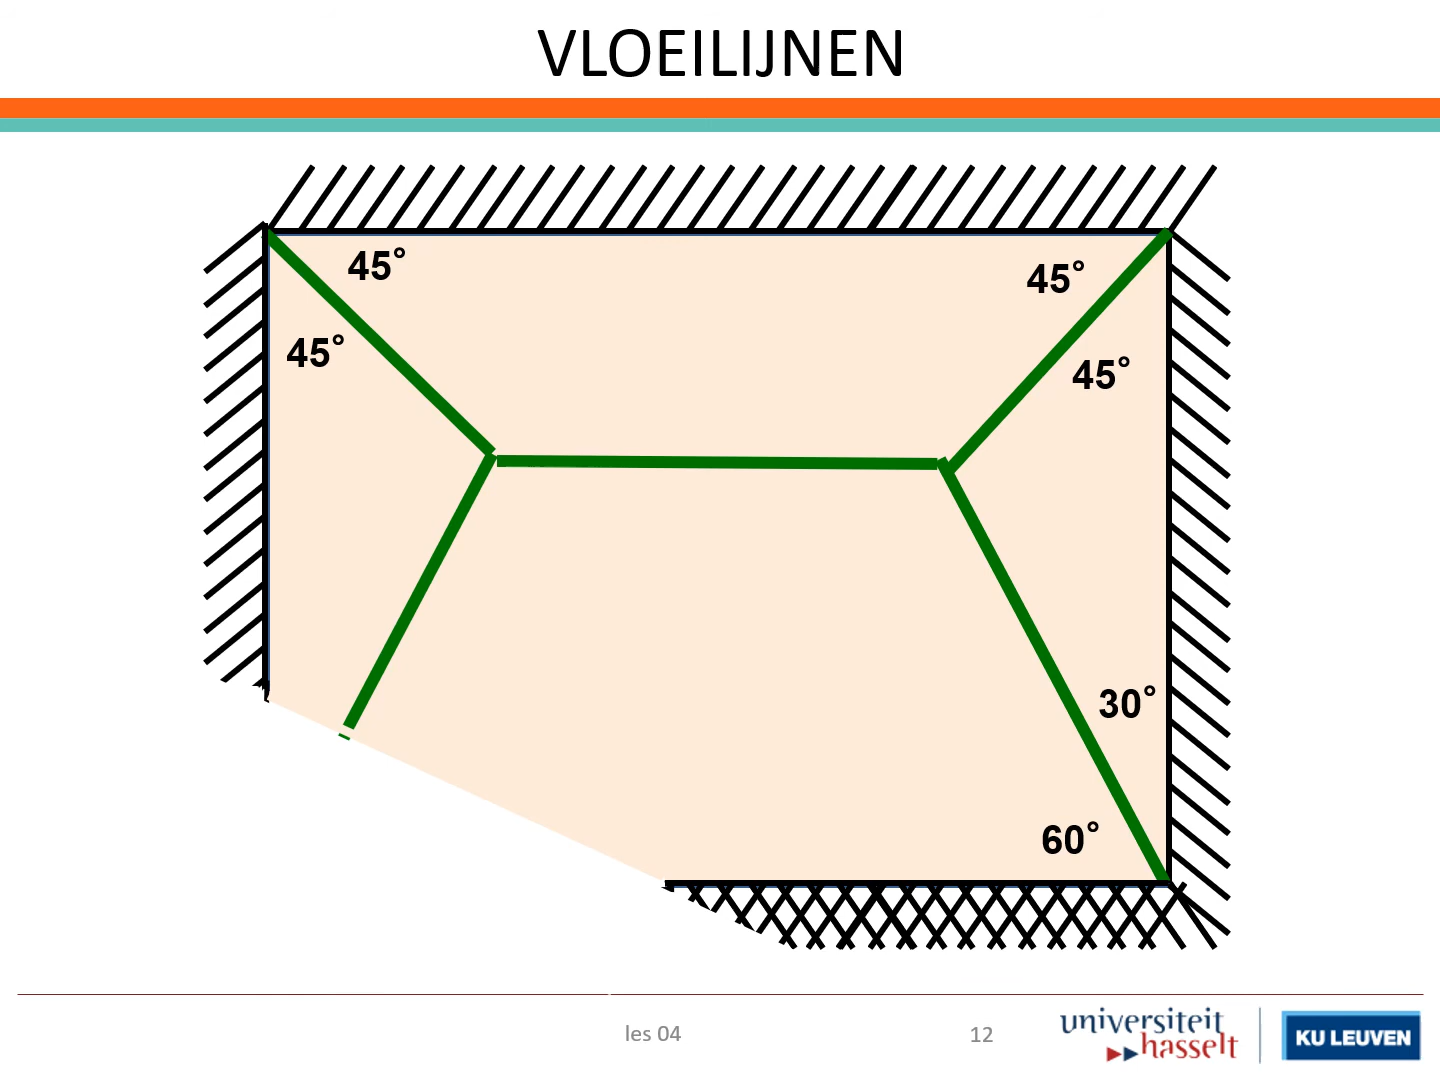 VLOEILIJNEN
45°
45°
45°
45°
30°
60°
les 04
12
universiteit
hasselt
KU LEUVEN